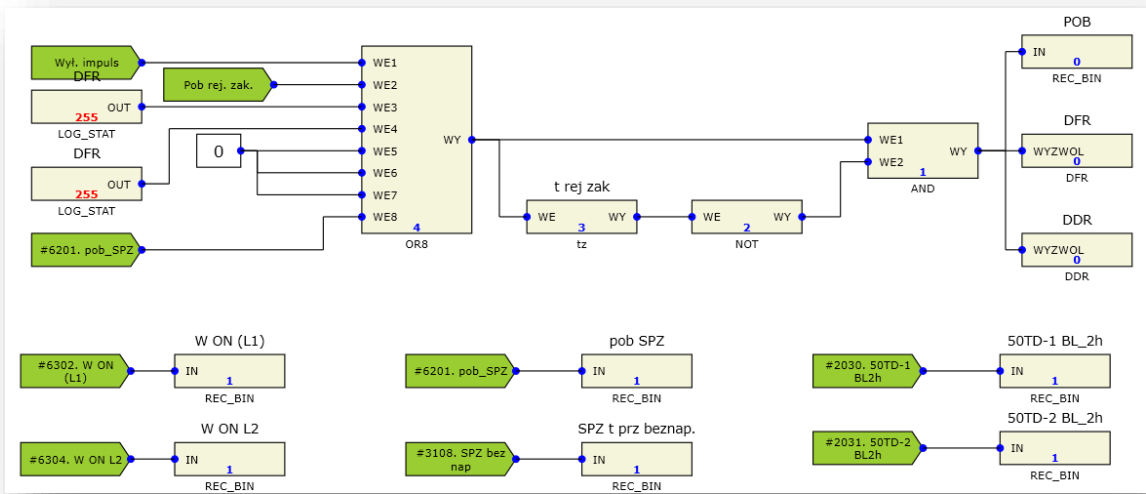 POB
Wył. impuls
IN
0
REC_BIN
DFR
Pob rej. zak.
OUT
255
LOG_STAT
DFR
OUT
255
LOG_STAT
0
#6201. pob_SPZ
WE1
WE2
WE3
WE4
WE5
WE6
WE7
WE8
WY
4
OR8
t rej zak
WE WY
3
tz
WE WY
2
NOT
WE1
WE2
WY
1
AND
DFR
WYZWOL
0
DFR
DDR
WYZWOL
0
DDR
#6302. W ON
(L1)
W ON (L1)
IN
1
REC_BIN
#6201. pob_SPZ
pob SPZ
IN
1
REC_BIN
#2030. 50TD-1
BL2h
50TD-1 BL_2h
IN
1
REC_BIN
#6304. W ON L2
W ON L2
IN
1
REC_BIN
#3108. SPZ bez
nap
SPZ t prz beznap.
IN
1
REC_BIN
#2031. 50TD-2
BL2h
50TD-2 BL_2h
IN
1
REC_BIN